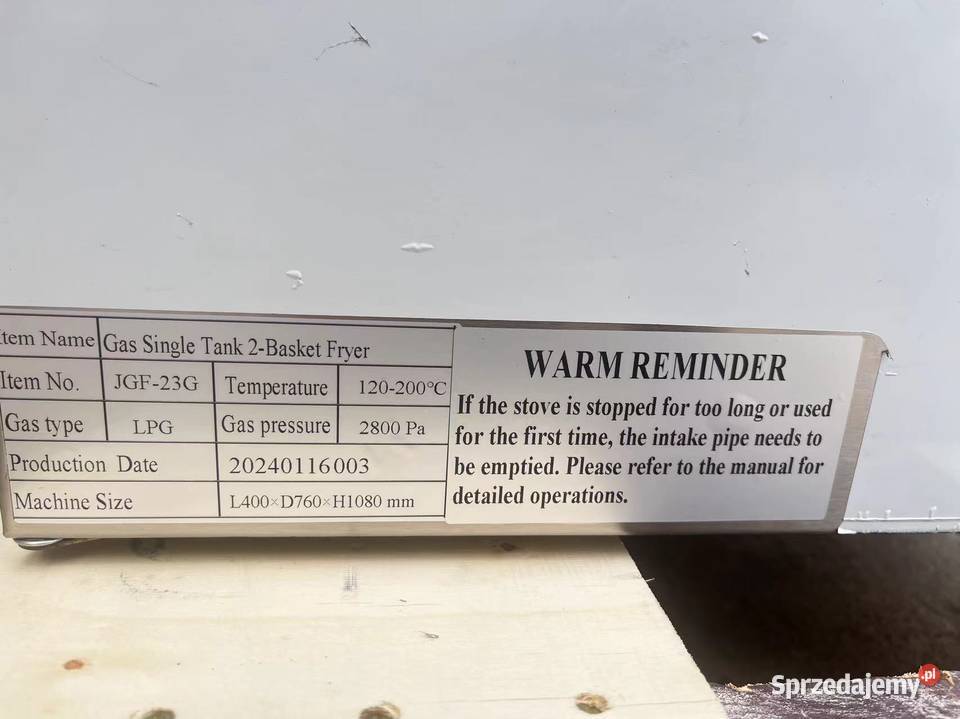 Item Name Gas Single Tank 2-Basket Fryer
Item No. JGF-23G Temperature 120-200°C
Gas type LPG Gas pressure 2800 Pa
Production Date 20240116003
Machine Size L400×D760×H1080 mm
WARM REMINDER
If the stove is stopped for too long or used
for the first time, the intake pipe needs to
be emptied. Please refer to the manual for
detailed operations.
Sprzedajemy.pl